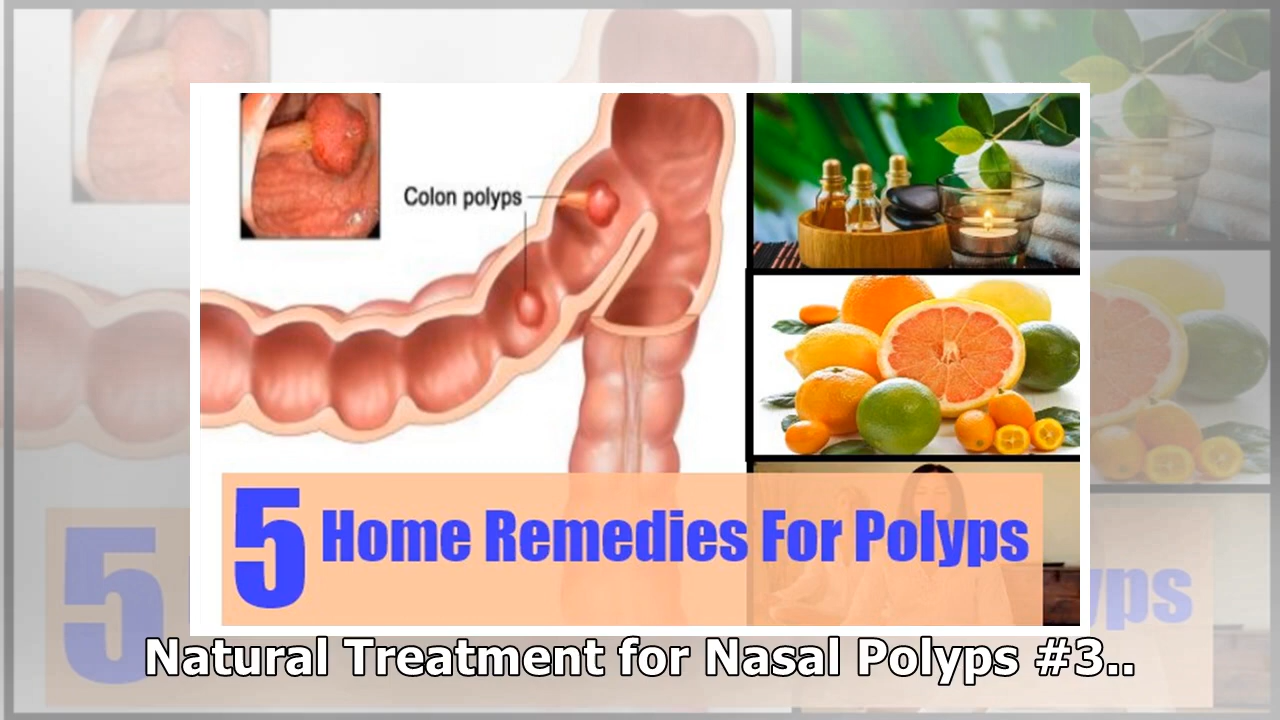 Colon polyps
5 Home Remedies For Polyps
Natural Treatment for Nasal Polyps #3..